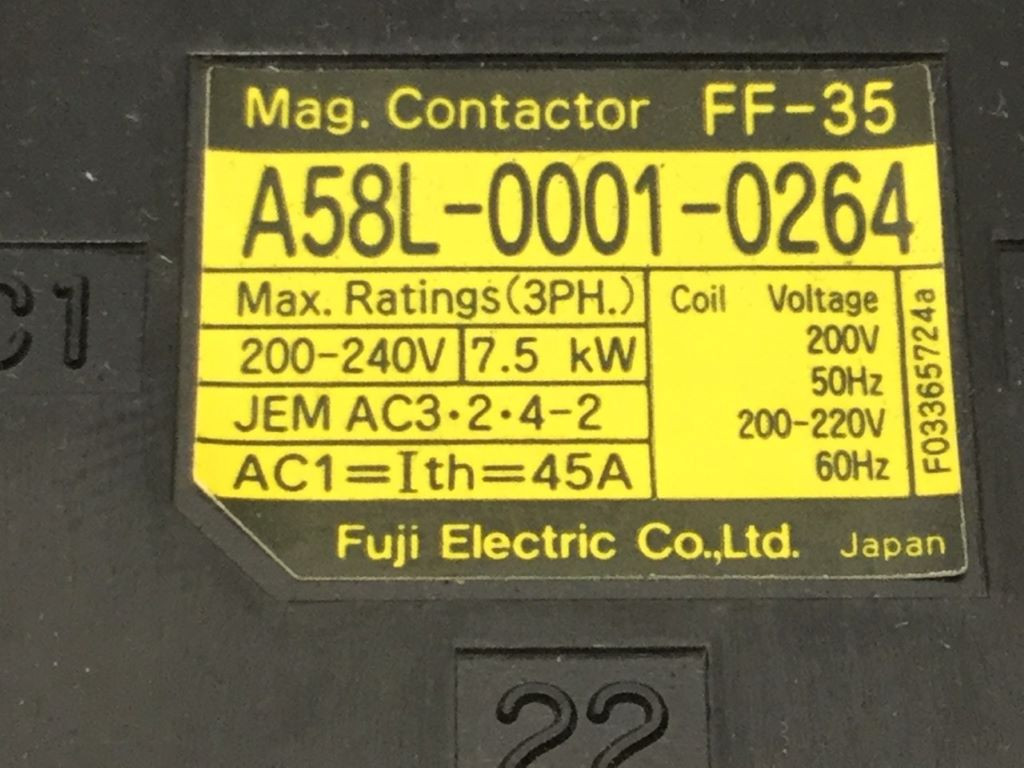 Mag. Contactor FF-35
A58L-0001-0264
Max. Ratings(3PH.)
200-240V 7.5 kW
JEM AC3·2·4-2
AC1=Ith=45A
Coil Voltage
200V
50Hz
200-220V
60Hz
F03365724a
Fuji Electric Co.,Ltd. Japan
C1
22